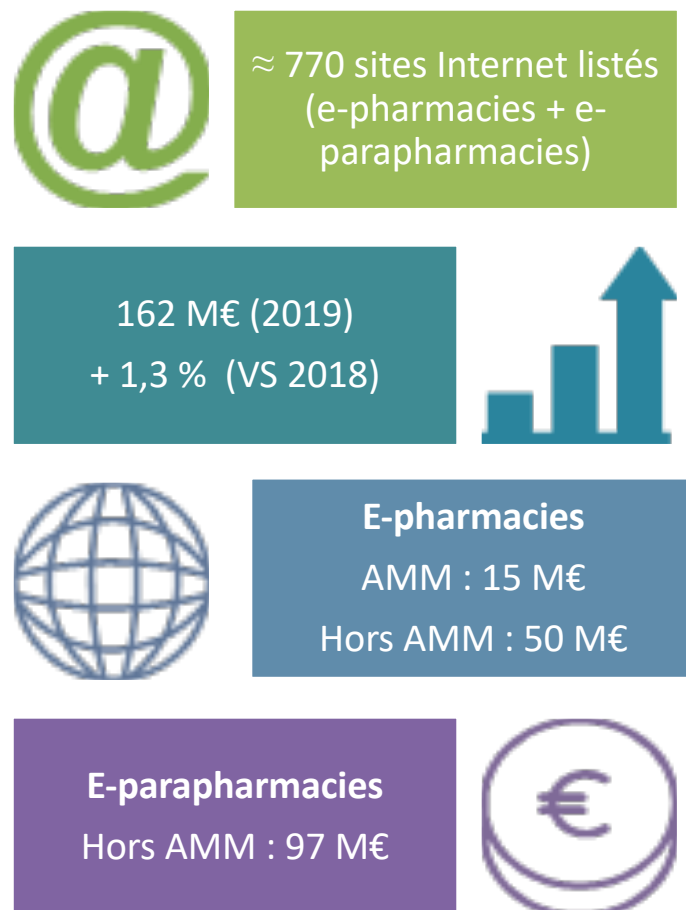 @
≈ 770 sites Internet listés
(e-pharmacies + e-
parapharmacies)
162 M€ (2019)
+ 1,3 % (VS 2018)
E-pharmacies
AMM : 15 M€
Hors AMM : 50 M€
E-parapharmacies
Hors AMM : 97 M€
€